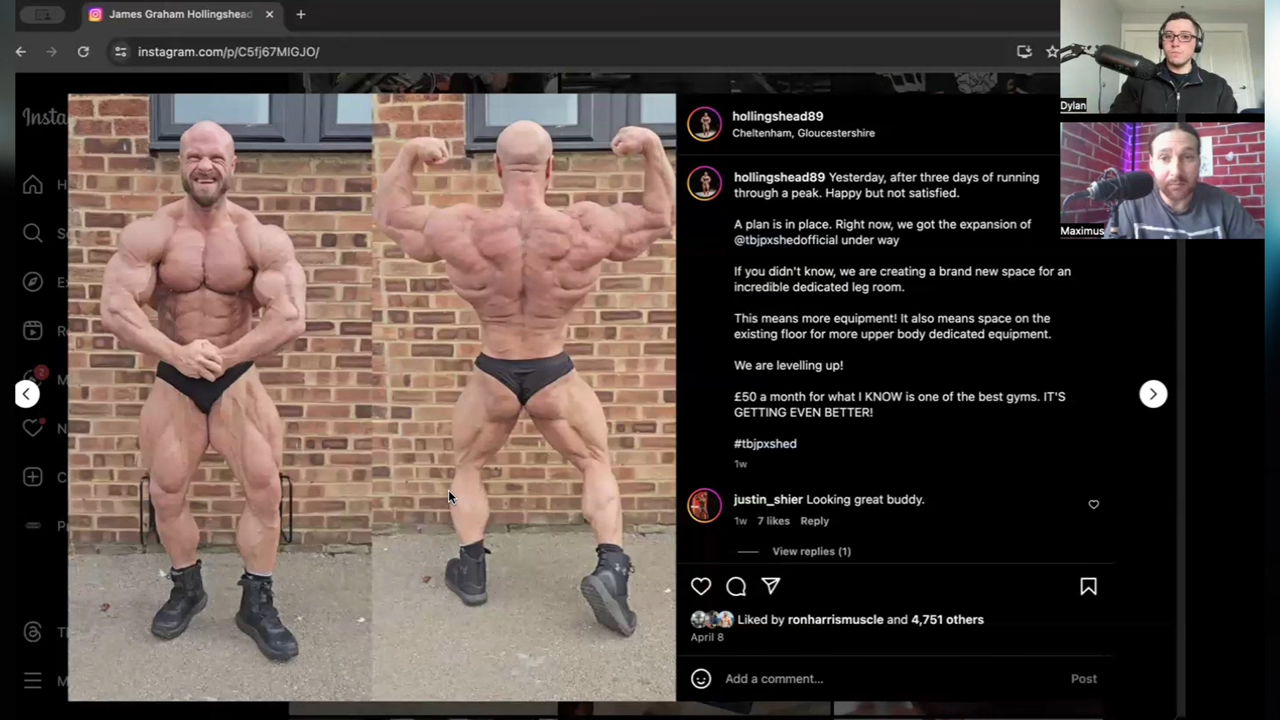 James Graham Hollingshead
instagram.com/p/C5fj67MIGJO/
Insta
hollingshead89
Cheltenham, Gloucestershire
hollingshead89 Yesterday, after three days of running
through a peak. Happy but not satisfied.
A plan is in place. Right now, we got the expansion of
@tbjpxshedofficial under way
If you didn't know, we are creating a brand new space for an
incredible dedicated leg room.
This means more equipment! It also means space on the
existing floor for more upper body dedicated equipment.
We are levelling up!
£50 a month for what I KNOW is one of the best gyms. IT'S
GETTING EVEN BETTER!
#tbjpxshed
1w
justin_shier Looking great buddy.
1w 7 likes Reply
View replies (1)
Liked by ronharrismuscle and 4,751 others
April 8
Add a comment...
Post
Dylan
Maximus